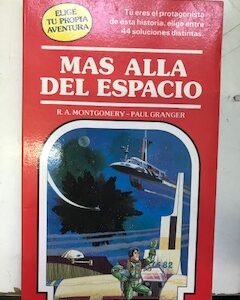 ELIGE
TU PROPIA
AVENTURA
Tú eres el protagonista
de esta historia, elige entre
44 soluciones distintas.
MAS ALLA
DEL ESPACIO
R. A. MONTGOMERY - PAUL GRANGER